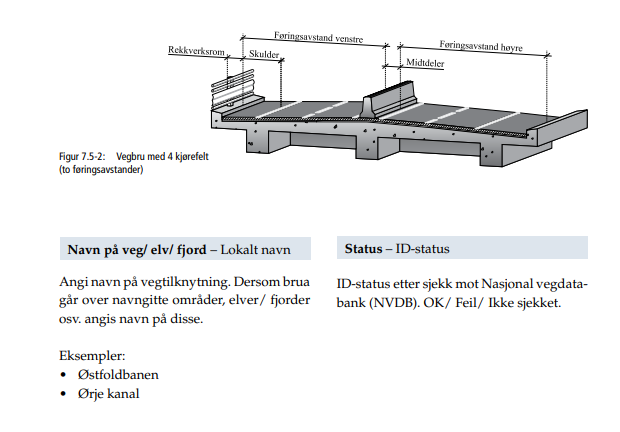 Føringsavstand venstre
Føringsavstand høyre
Rekkverksrom
Skulder
Midtdeler
Figur 7.5-2: Vegbru med 4 kjørefelt
(to føringsavstander)
Navn på veg/ elv/ fjord – Lokalt navn
Angi navn på vegtilknytning. Dersom brua
går over navngitte områder, elver/ fjorder
osv. angis navn på disse.
Eksempler:
• Østfoldbanen
• Ørje kanal
Status – ID-status
ID-status etter sjekk mot Nasjonal vegdata-
bank (NVDB). OK/ Feil/ Ikke sjekket.